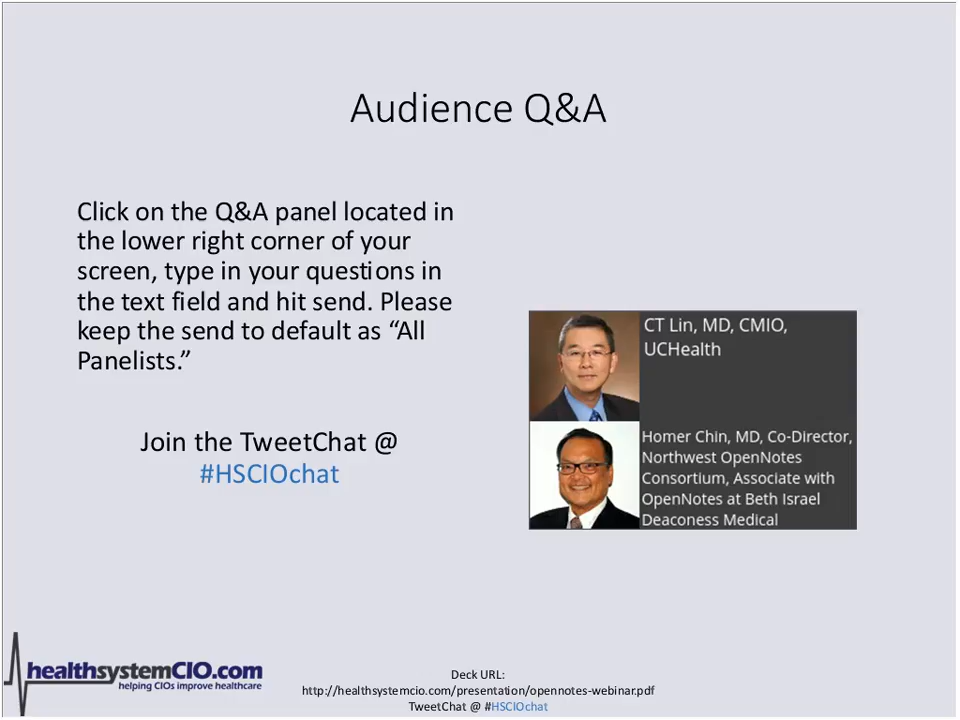 Audience Q&A
Click on the Q&A panel located in
the lower right corner of your
screen, type in your questions in
the text field and hit send. Please
keep the send to default as “All
Panelists.”
Join the TweetChat @
#HSCIOchat
CT Lin, MD, CMIO,
UCHealth
Homer Chin, MD, Co-Director,
Northwest OpenNotes
Consortium, Associate with
OpenNotes at Beth Israel
Deaconess Medical
healthsystemCIO.com
helping CIOs improve healthcare
Deck URL:
http://healthsystemcio.com/presentation/opennotes-webinar.pdf
TweetChat @ #HSCIOchat